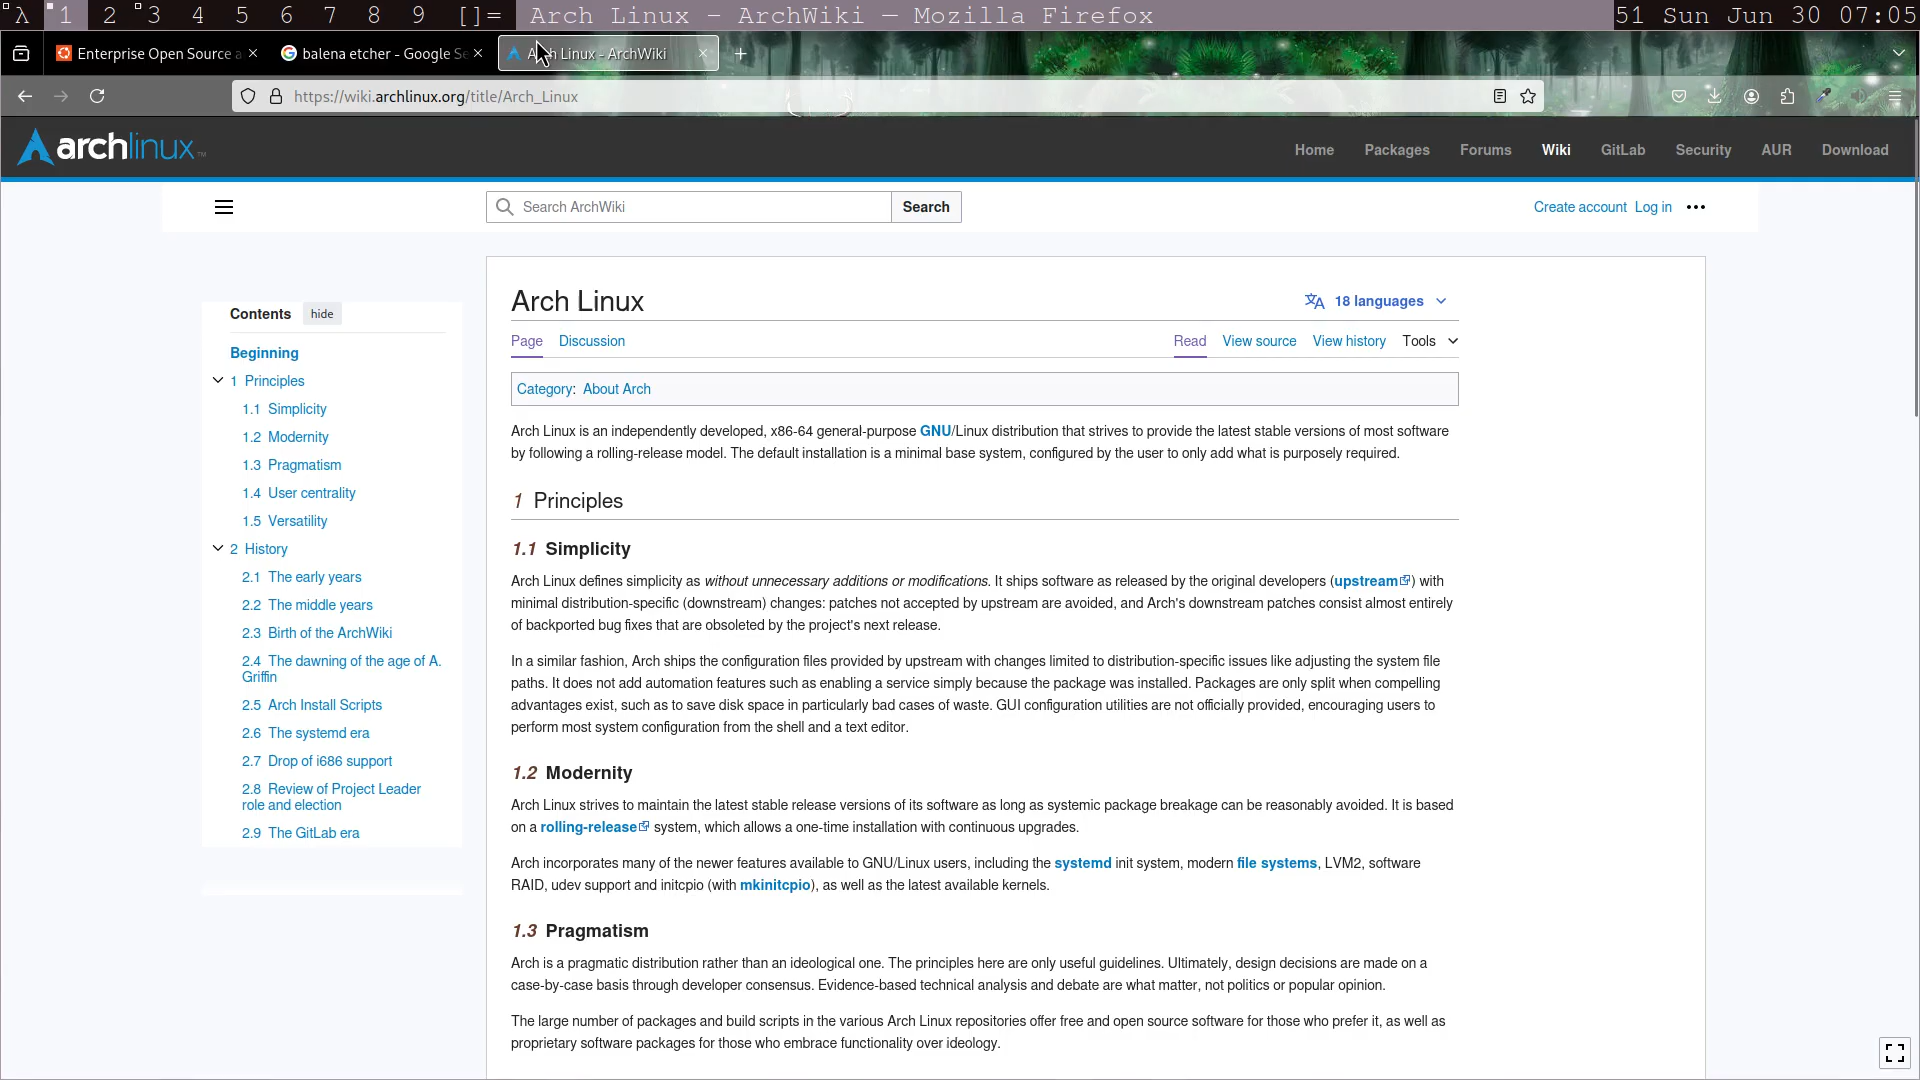 λ 1 2 3 4 5 6 7 8 9 []= Arch Linux - ArchWiki — Mozilla Firefox 51 Sun Jun 30 07:05
Enterprise Open Source a balena etcher - Google Se Arch Linux - ArchWiki
https://wiki.archlinux.org/title/Arch_Linux
archlinux™ Home Packages Forums Wiki GitLab Security AUR Download
Search ArchWiki Search Create account Log in
Contents hide
Beginning
1 Principles
1.1 Simplicity
1.2 Modernity
1.3 Pragmatism
1.4 User centrality
1.5 Versatility
2 History
2.1 The early years
2.2 The middle years
2.3 Birth of the ArchWiki
2.4 The dawning of the age of A.
Griffin
2.5 Arch Install Scripts
2.6 The systemd era
2.7 Drop of i686 support
2.8 Review of Project Leader
role and election
2.9 The GitLab era
Arch Linux 18 languages
Page Discussion Read View source View history Tools
Category: About Arch
Arch Linux is an independently developed, x86-64 general-purpose GNU/Linux distribution that strives to provide the latest stable versions of most software
by following a rolling-release model. The default installation is a minimal base system, configured by the user to only add what is purposely required.
1 Principles
1.1 Simplicity
Arch Linux defines simplicity as without unnecessary additions or modifications. It ships software as released by the original developers (upstream) with
minimal distribution-specific (downstream) changes: patches not accepted by upstream are avoided, and Arch's downstream patches consist almost entirely
of backported bug fixes that are obsoleted by the project's next release.
In a similar fashion, Arch ships the configuration files provided by upstream with changes limited to distribution-specific issues like adjusting the system file
paths. It does not add automation features such as enabling a service simply because the package was installed. Packages are only split when compelling
advantages exist, such as to save disk space in particularly bad cases of waste. GUI configuration utilities are not officially provided, encouraging users to
perform most system configuration from the shell and a text editor.
1.2 Modernity
Arch Linux strives to maintain the latest stable release versions of its software as long as systemic package breakage can be reasonably avoided. It is based
on a rolling-release system, which allows a one-time installation with continuous upgrades.
Arch incorporates many of the newer features available to GNU/Linux users, including the systemd init system, modern file systems, LVM2, software
RAID, udev support and initcpio (with mkinitcpio), as well as the latest available kernels.
1.3 Pragmatism
Arch is a pragmatic distribution rather than an ideological one. The principles here are only useful guidelines. Ultimately, design decisions are made on a
case-by-case basis through developer consensus. Evidence-based technical analysis and debate are what matter, not politics or popular opinion.
The large number of packages and build scripts in the various Arch Linux repositories offer free and open source software for those who prefer it, as well as
proprietary software packages for those who embrace functionality over ideology.